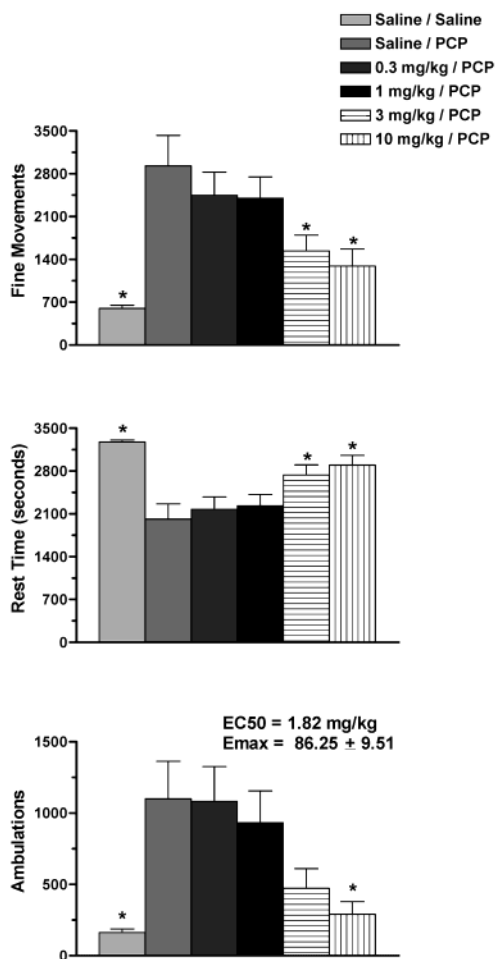 Saline / Saline
Saline / PCP
0.3 mg/kg / PCP
1 mg/kg / PCP
3 mg/kg / PCP
10 mg/kg / PCP
Fine Movements
3500
2800
2100
1400
700
0
*
*
*
Rest Time (seconds)
3500
2800
2100
1400
700
0
*
*
*
EC50 = 1.82 mg/kg
Emax = 86.25 ± 9.51
Ambulations
1500
1000
500
0
*
*